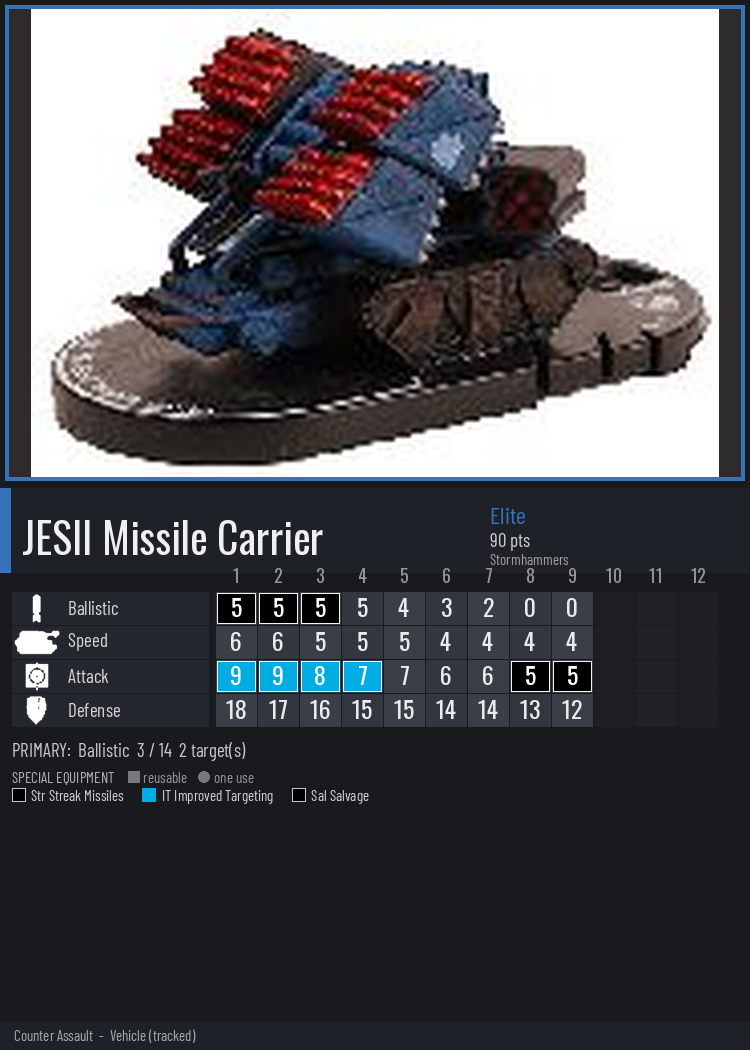 JESII Missile Carrier
Elite
90 pts
Stormhammers
1 2 3 4 5 6 7 8 9 10 11 12
Ballistic 5 5 5 5 4 3 2 0 0
Speed 6 6 5 5 5 4 4 4 4
Attack 9 9 8 7 7 6 6 5 5
Defense 18 17 16 15 15 14 14 13 12
PRIMARY: Ballistic 3 / 14 2 target(s)
SPECIAL EQUIPMENT reusable one use
Str Streak Missiles IT Improved Targeting Sal Salvage
Counter Assault - Vehicle (tracked)